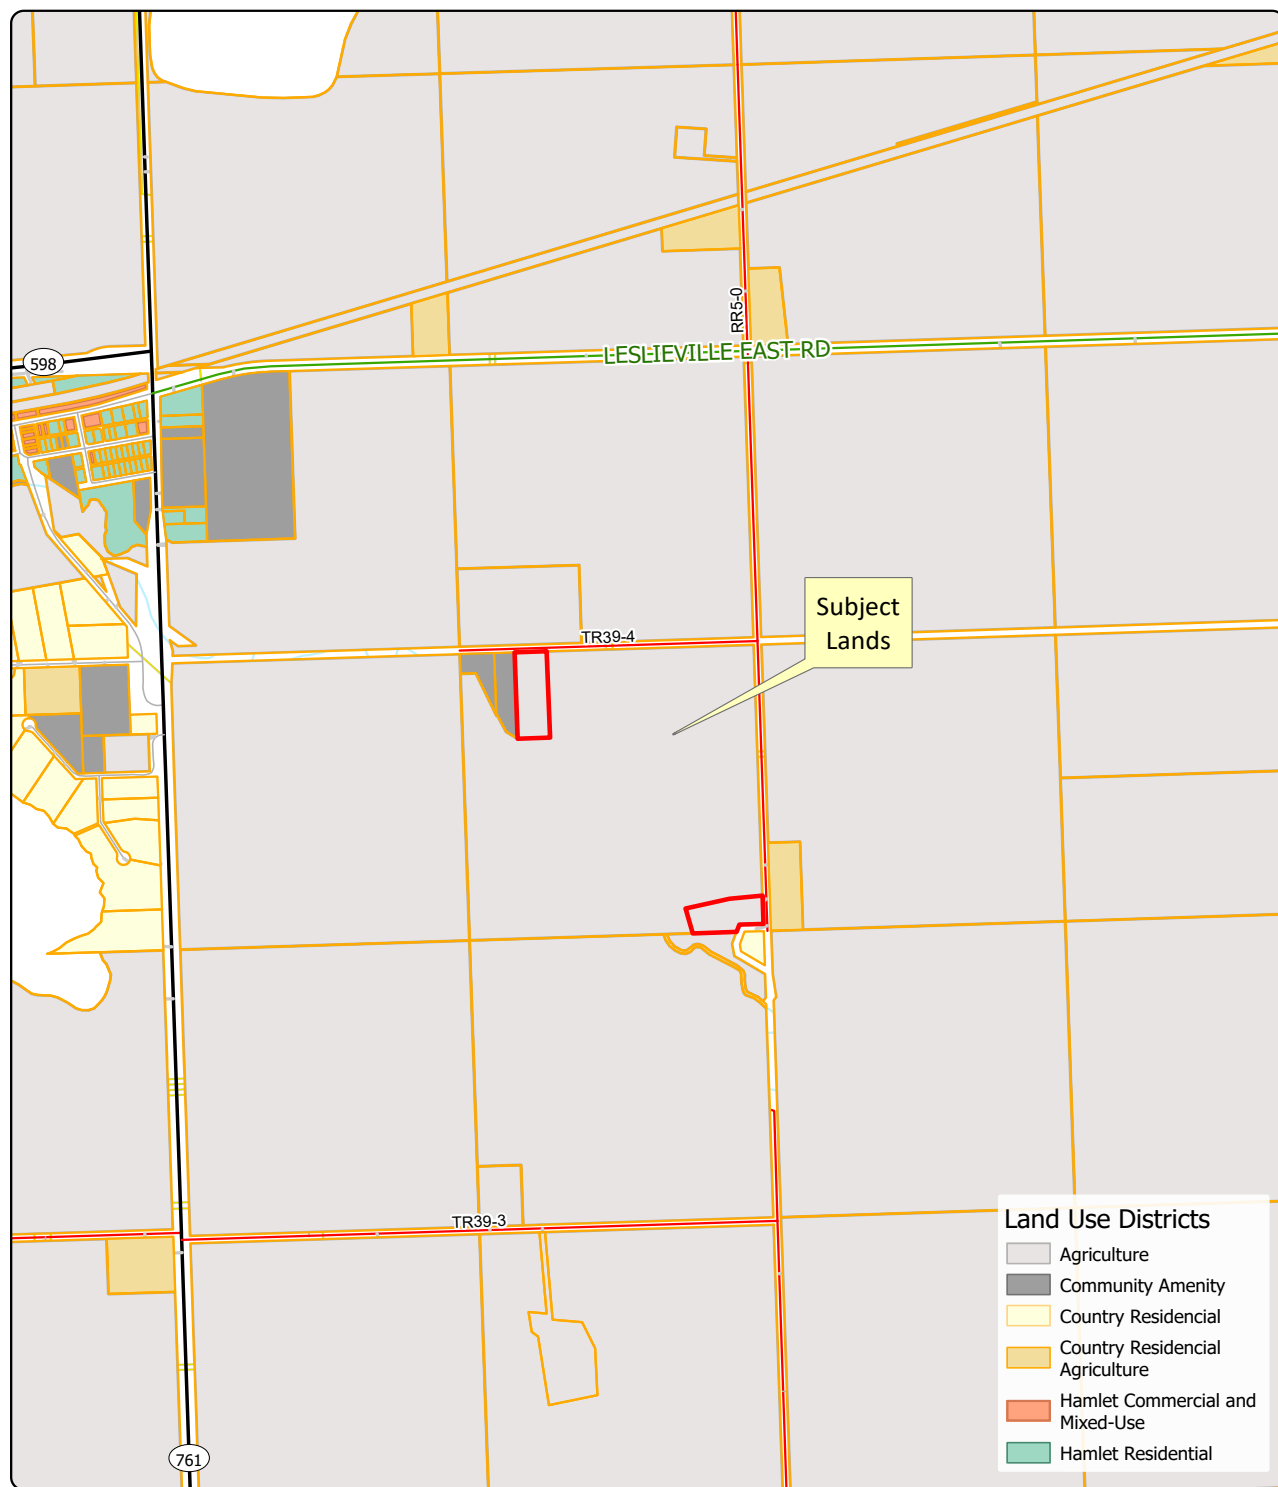 RR5-0
598
LESLIEVILLE EAST RD
Subject
Lands
TR39-4
TR39-3
Land Use Districts
Agriculture
Community Amenity
Country Residencial
Country Residencial
Agriculture
Hamlet Commercial and
Mixed-Use
Hamlet Residential
761